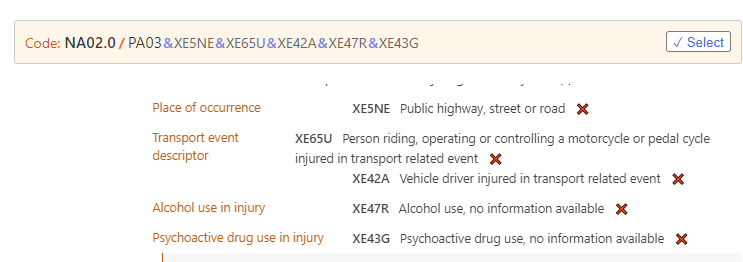 Code: NA02.0 / PA03&XE5NE&XE65U&XE42A&XE47R&XE43G
✓ Select
Place of occurrence XE5NE Public highway, street or road ❌
Transport event descriptor XE65U Person riding, operating or controlling a motorcycle or pedal cycle
injured in transport related event ❌
XE42A Vehicle driver injured in transport related event ❌
Alcohol use in injury XE47R Alcohol use, no information available ❌
Psychoactive drug use in injury XE43G Psychoactive drug use, no information available ❌